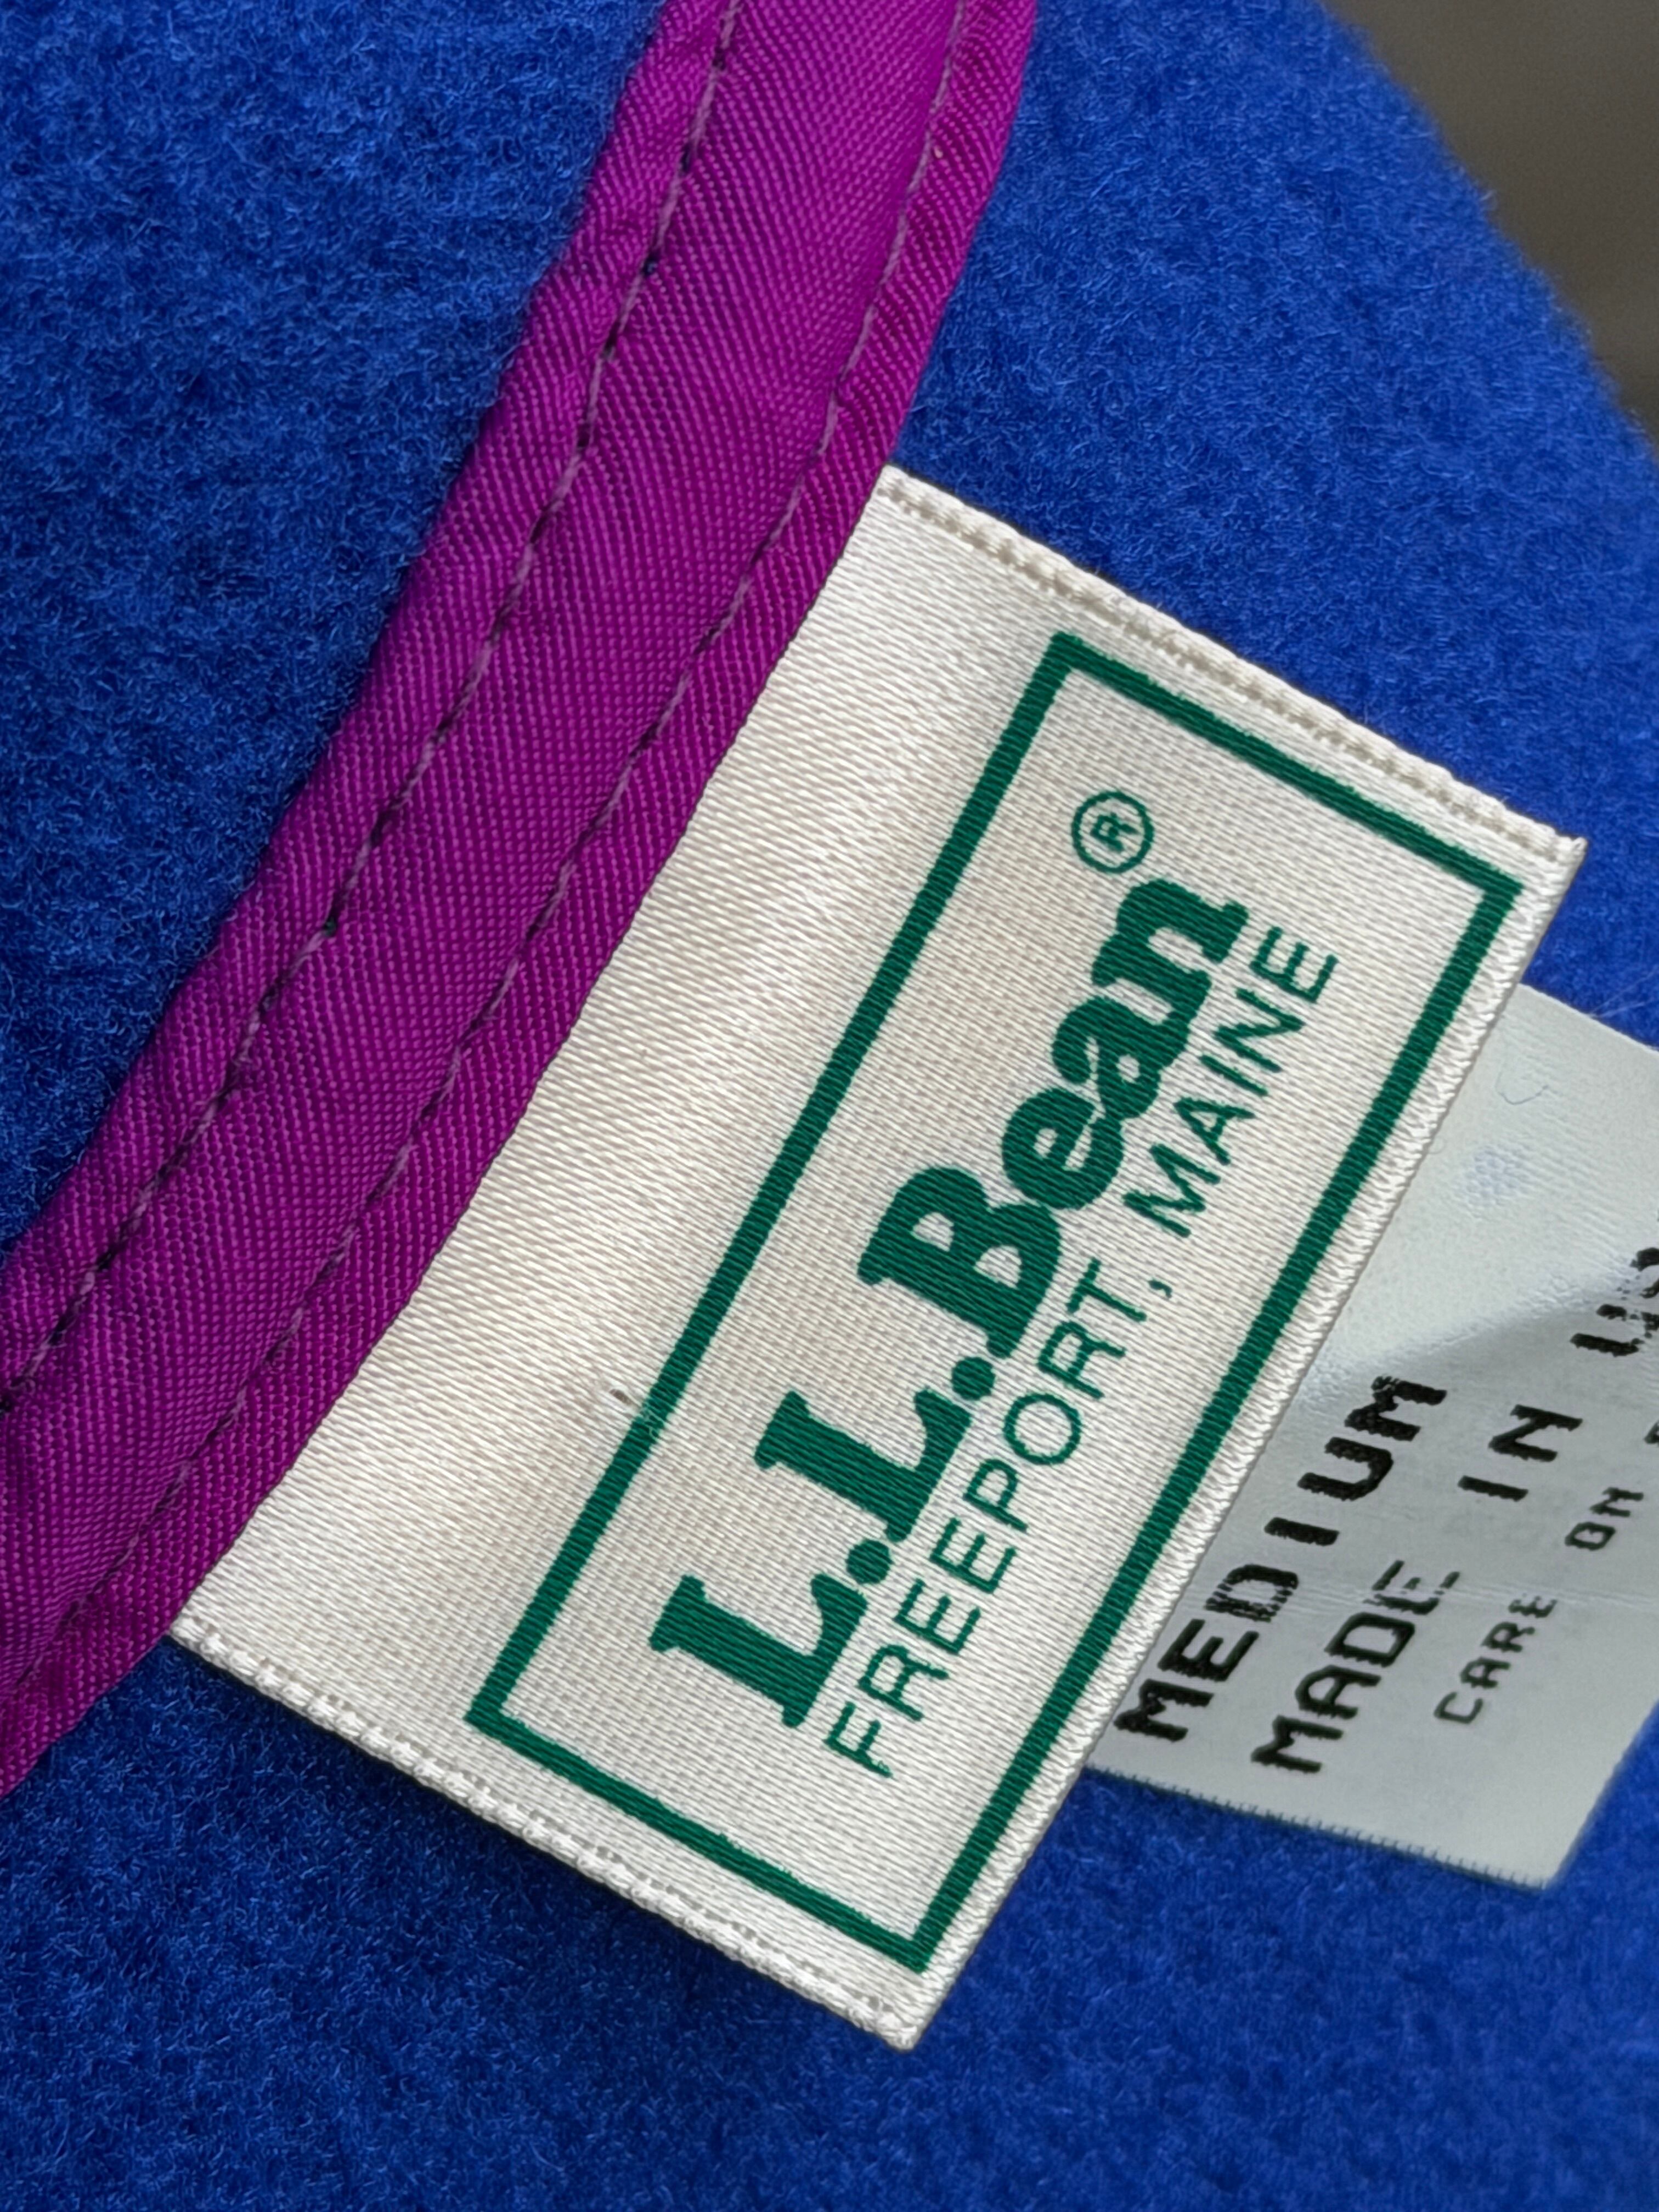 L.L.Bean®
FREEPORT, MAINE
MEDIUM
MADE IN
CARE ON